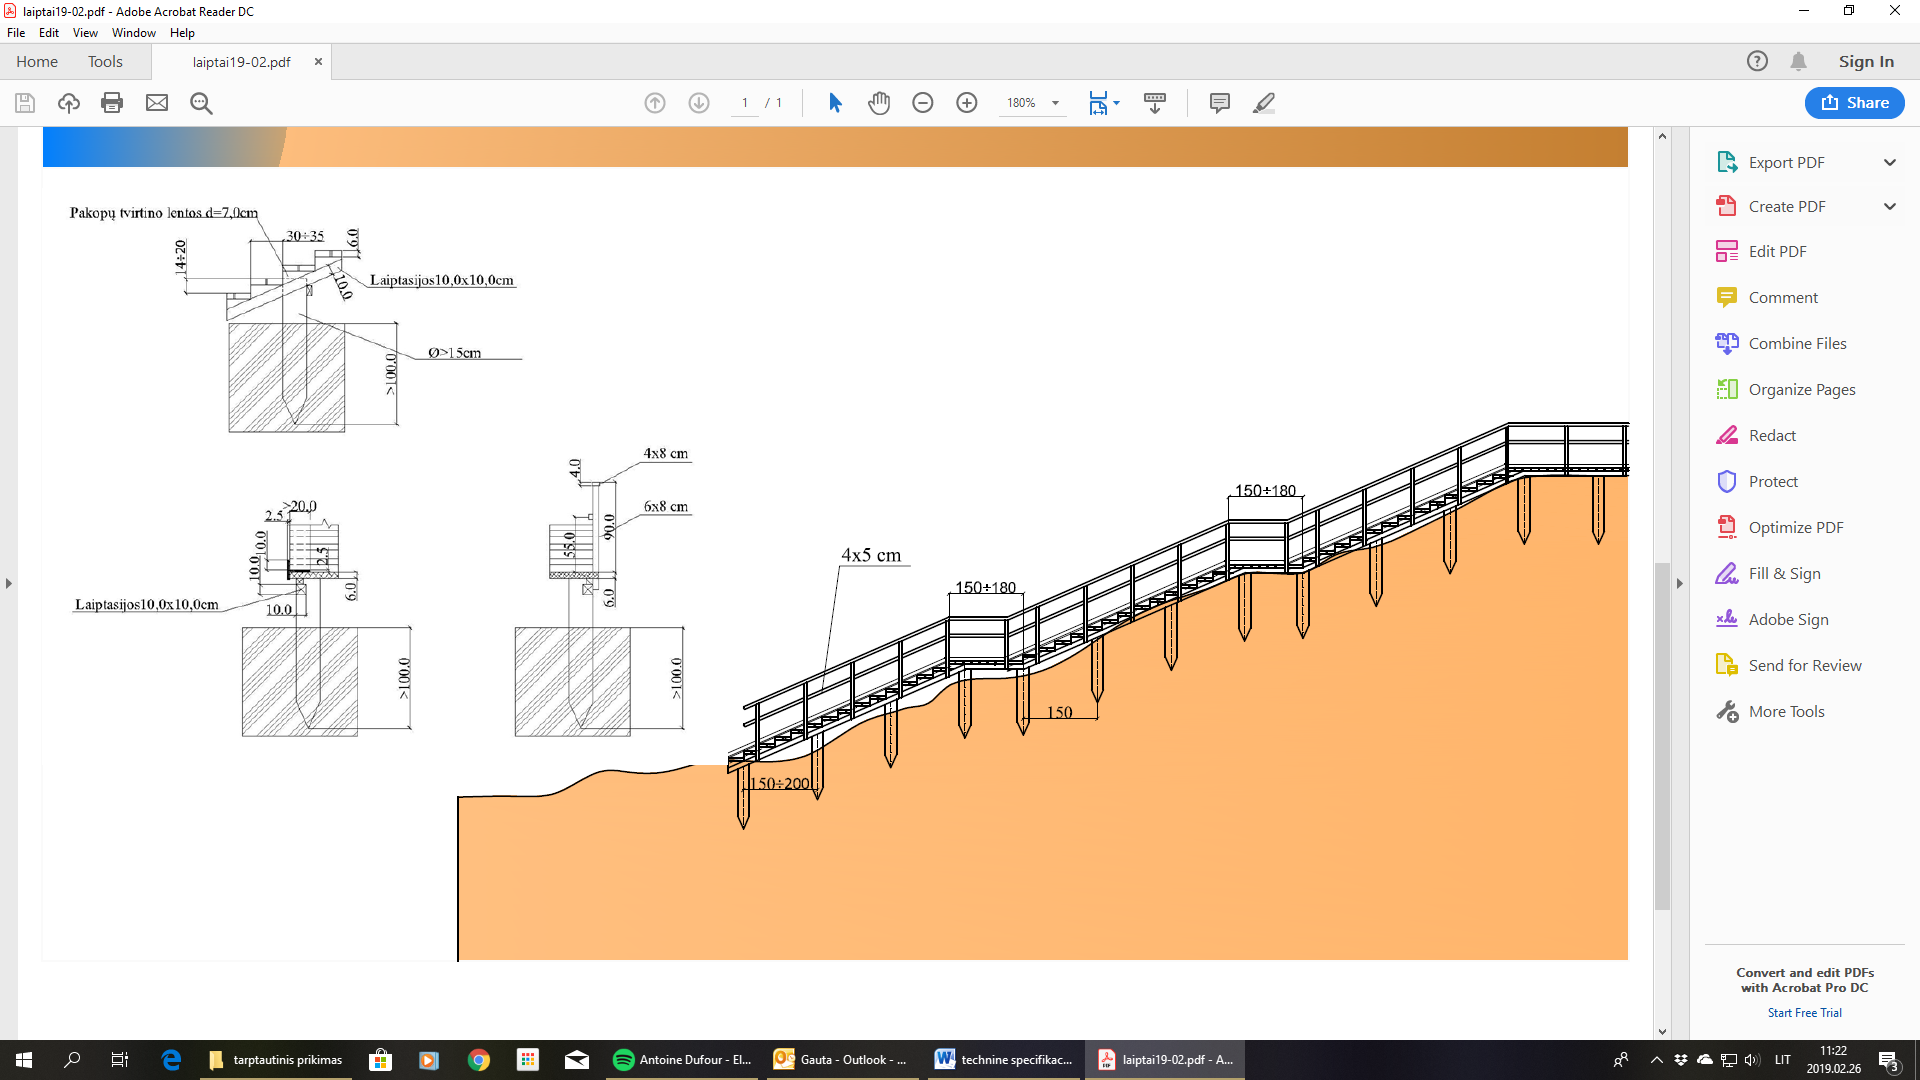 laiptai19-02.pdf - Adobe Acrobat Reader DC
File Edit View Window Help
Home Tools laiptai19-02.pdf
Sign In
1 / 1
180%
Share
Pakopų tvirtino lentos d=7,0cm
30÷35
6.0
14÷20
10.0
Laiptasijos10,0x10,0cm
Ø>15cm
>100.0
4.0
4x8 cm
>20.0
2.5
10.0
10.0
2.5
6.0
Laiptasijos10,0x10,0cm
10.0
>100.0
6x8 cm
90.0
55.0
6.0
>100.0
4x5 cm
150÷180
150÷180
150
150÷200
Export PDF
Create PDF
Edit PDF
Comment
Combine Files
Organize Pages
Redact
Protect
Optimize PDF
Fill & Sign
Adobe Sign
Send for Review
More Tools
Convert and edit PDFs
with Acrobat Pro DC
Start Free Trial
tarptautinis prikimas
Antoine Dufour - El...
Gauta - Outlook - ...
technine specifikac...
laiptai19-02.pdf - A...
LIT
11:22
2019.02.26
3